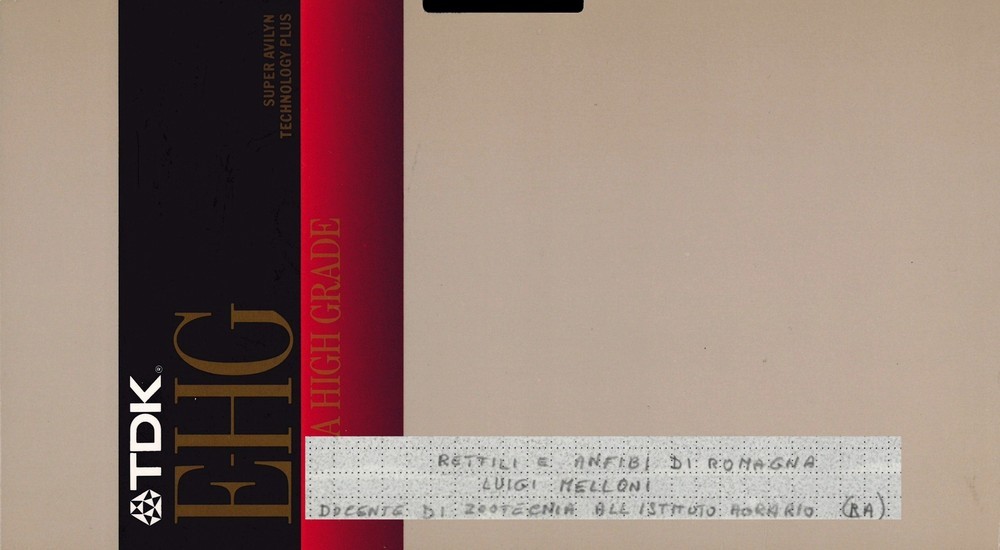 TDK®
EHG
SUPER AVILYN
TECHNOLOGY PLUS
A HIGH GRADE
RETTILI E ANFIBI DI ROMAGNA
LUIGI MELLONI
DOCENTE DI ZOOTECNIA ALL ISTITUTO AGRARIO (RA)